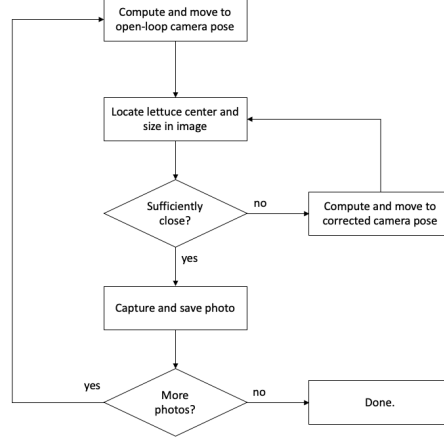 Compute and move to
open-loop camera pose
Locate lettuce center and
size in image
Sufficiently
close?
no
Compute and move to
corrected camera pose
yes
Capture and save photo
yes
More
photos?
no
Done.